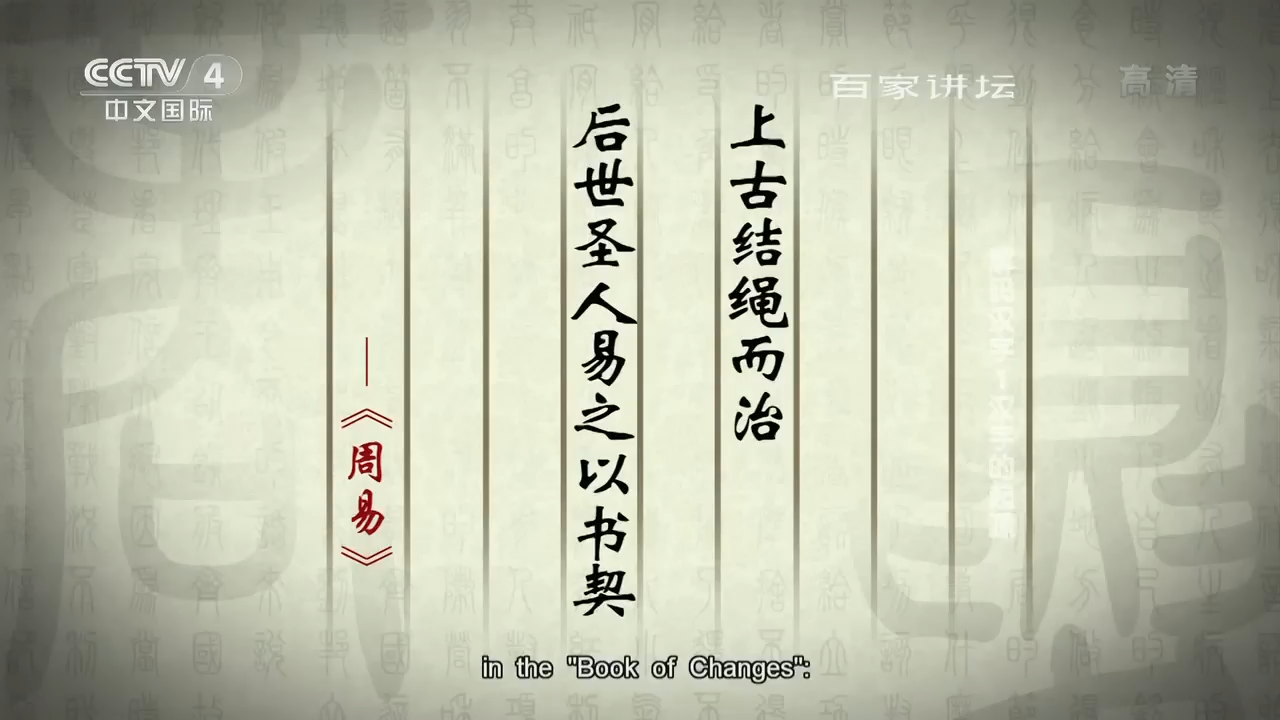 CCTV 4
中文国际
百家讲坛
高清
上古结绳而治
后世圣人易之以书契
—《周易》
in the "Book of Changes":